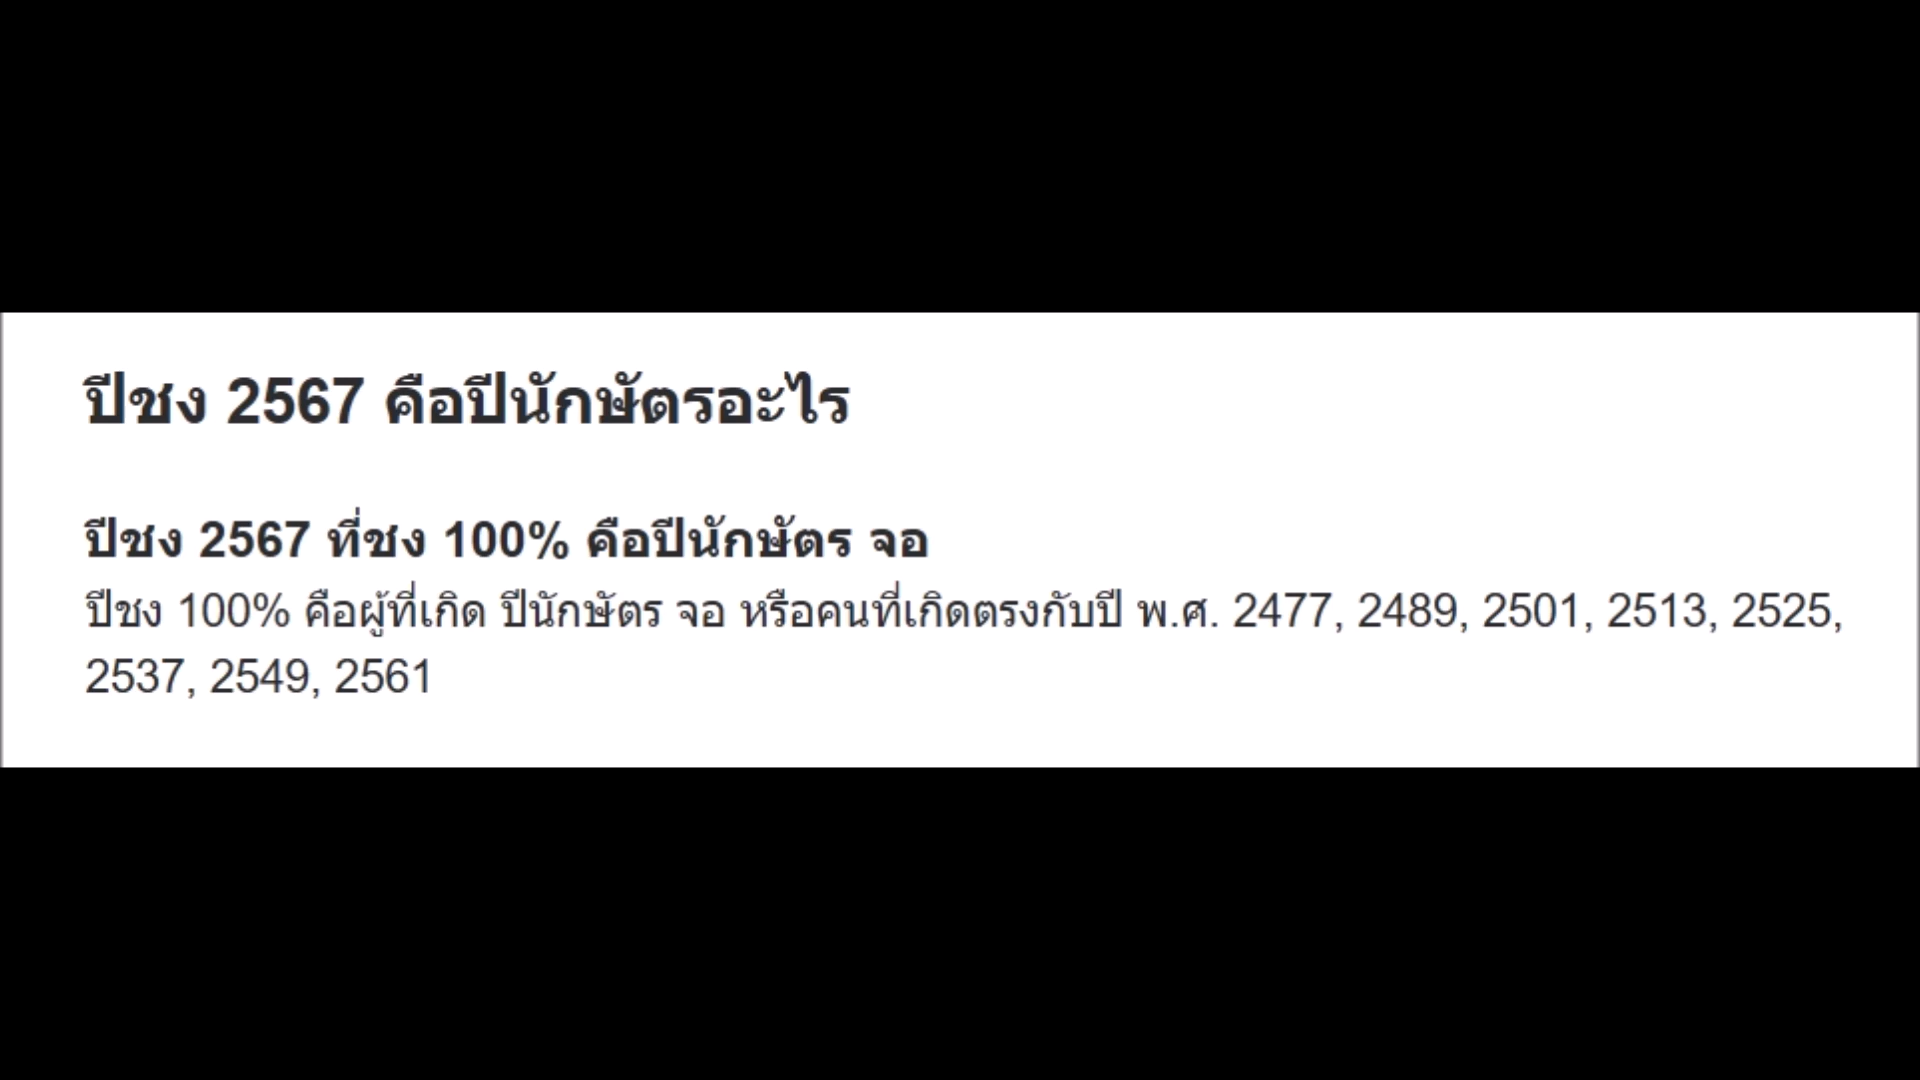 ปีชง 2567 คือปีนักษัตรอะไร
ปีชง 2567 ที่ชง 100% คือปีนักษัตร จอ
ปีชง 100% คือผู้ที่เกิด ปีนักษัตร จอ หรือคนที่เกิดตรงกับปี พ.ศ. 2477, 2489, 2501, 2513, 2525,
2537, 2549, 2561